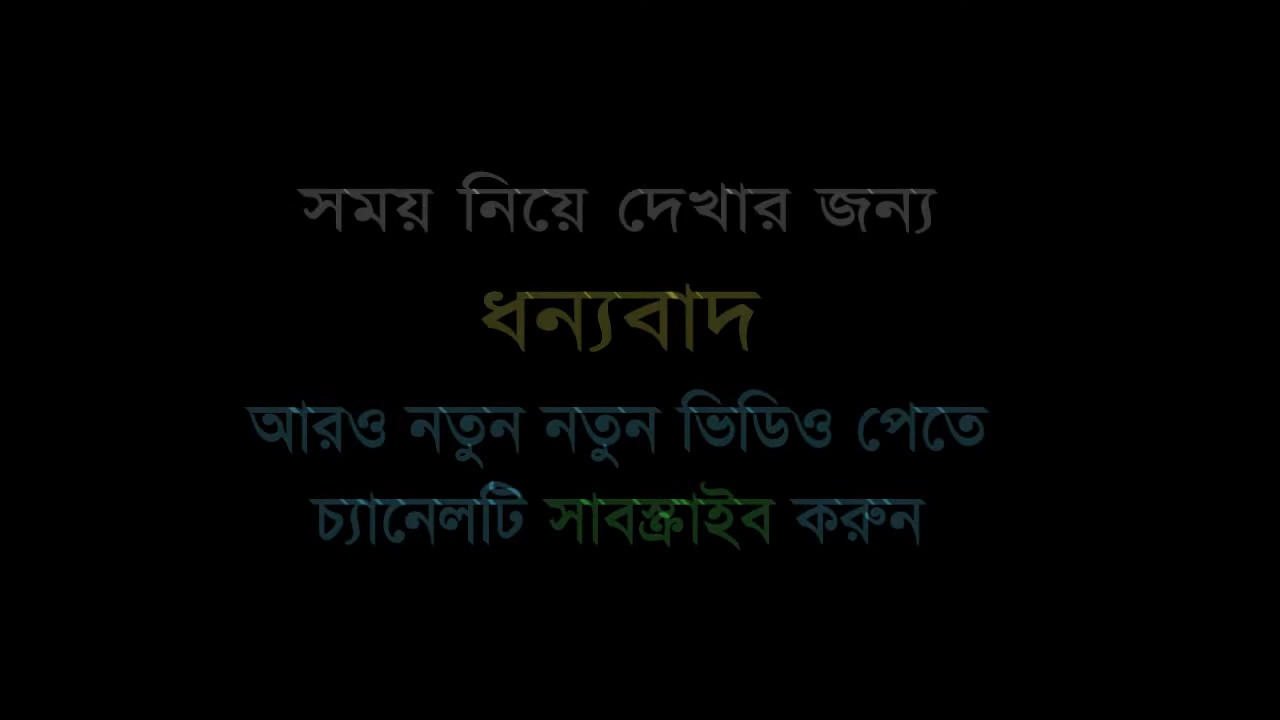 সময় নিয়ে দেখার জন্য
ধন্যবাদ
আরও নতুন নতুন ভিডিও পেতে
চ্যানেলটি সাবস্ক্রাইব করুন